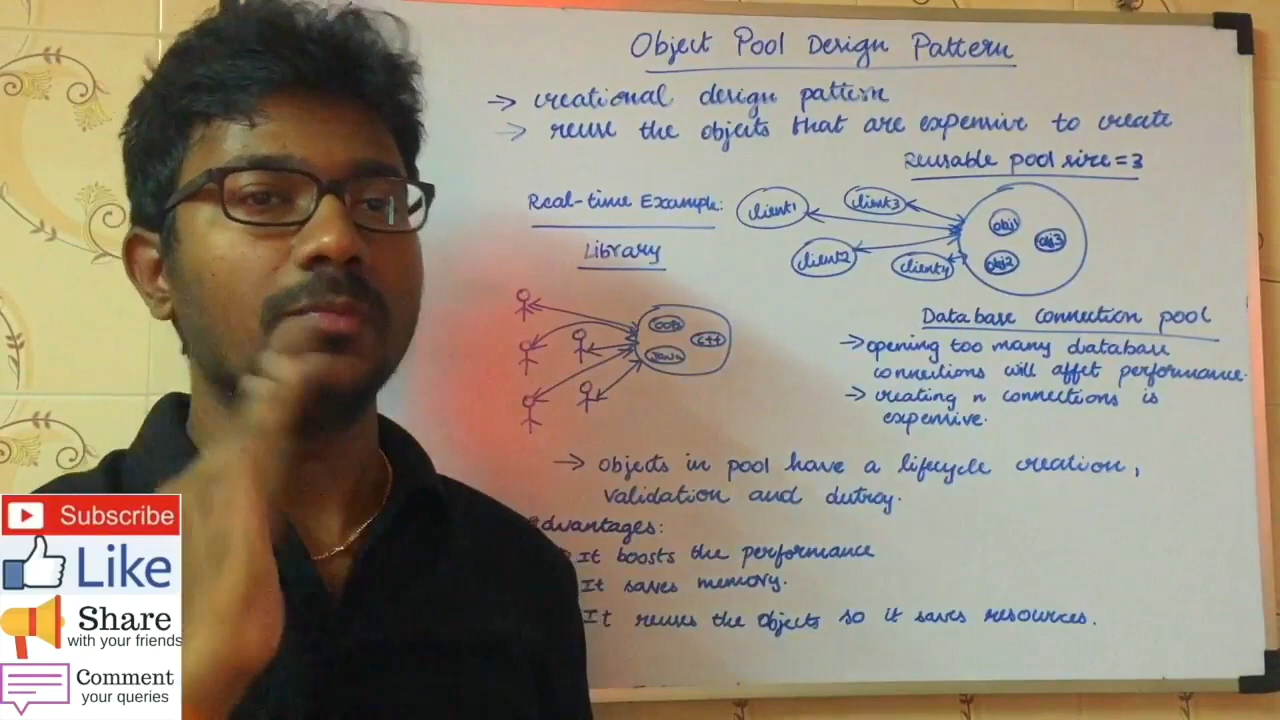 Object Pool Design Pattern
→ creational design pattern
→ reuse the objects that are expensive to create
Reusable pool size = 3
Real-time Example:
Library
client1
client3
client2
client4
obj1
obj3
obj2
oops
c++
java
Database connection pool
→ opening too many database
connections will affet performance.
→ creating n connections is
expensive.
→ objects in pool have a lifecycle creation,
validation and dutroy.
Advantages:
It boosts the performance
It saves memory.
It reuses the objects so it saves resources.
Subscribe
Like
Share
with your friends
Comment
your queries